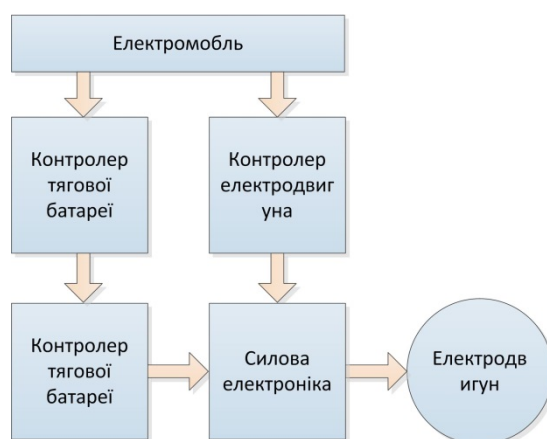 Електромобль
Контролер
тягової
батареї
Контролер
електродвиг
уна
Контролер
тягової
батареї
Силова
електроніка
Електродв
игун